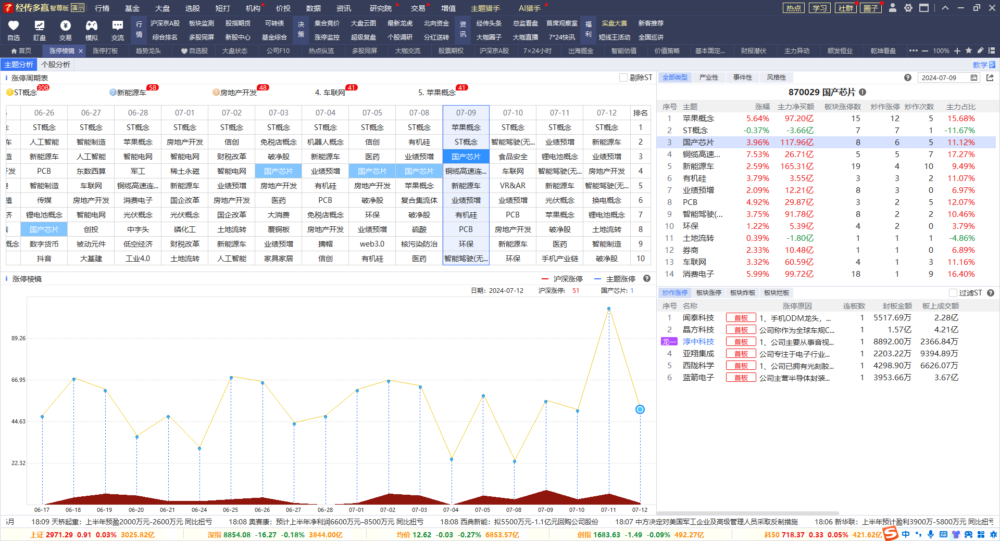 经传多赢 智尊版 演示 行情 基金 大盘 选股 短打 机构 价投 数据 资讯 研究院 交易 增值 主题猎手 AI猎手 热点 学习 社群 圈子
行情 沪深京A股 板块监测 股指期货 可转债 决策 集合竞价 大盘云图 最新龙虎 北向资金 资讯 经传头条 总监看盘 首席观察室 福利 实盘大赛 新客推荐
自选 盯盘 交易 模拟 交流 综合排名 多股同屏 新股中心 基金综合 涨停监控 超级复盘 个股调研 分红送转 大咖圈子 大咖直播 7*24快讯 短线王活动 全国巡讲
首页 涨停棱镜 × 涨停打板 趋势龙头 自选股 大盘状态 公司F10 热点纵览 多股同屏 大咖交流 股票期权 沪深京A股 7×24小时 出海掘金 智能估值 价值策略 基本面定... 财报潜伏 主力异动 顺发恒业 乾坤看盘 ••• — 100% +
主题分析 个股分析 教学
涨停周期表 剔除ST
1 ST概念 308 2 新能源车 58 3 房地产开发 48 4. 车联网 41 5. 苹果概念 41
06-26 06-27 06-28 07-01 07-02 07-03 07-04 07-05 07-08 07-09 07-10 07-11 07-12 排名
ST概念 ST概念 ST概念 ST概念 ST概念 ST概念 ST概念 ST概念 ST概念 苹果概念 ST概念 ST概念 ST概念 1
车 人工智能 智能制造 苹果概念 房地产开发 信创 免税店概念 机器人概念 信创 有机硅 ST概念 智能驾驶(无... 业绩预增 新能源车 2
造 新能源车 人工智能 智能电网 智能电网 财税改革 破净股 新能源车 医药 业绩预增 国产芯片 食品安全 锂电池概念 智能电网 3
开发 PCB 东数西算 军工 稀土永磁 智能电网 国产芯片 业绩预增 国产芯片 国产芯片 铜缆高速连... 车联网 智能驾驶(无... 房地产开发 4
智能制造 车联网 铜缆高速连... 新能源车 业绩预增 房地产开发 有机硅 房地产开发 苹果概念 新能源车 VR&AR 新能源车 智能驾驶(无... 5
传媒 房地产开发 消费电子 国企改革 房地产开发 医药 PCB 破净股 复合集流体 业绩预增 业绩预增 光伏概念 换电概念 6
锂电池概念 智能电网 光伏概念 光伏概念 国企改革 大消费 免税店概念 环保 破净股 有机硅 PCB 苹果概念 锂电池概念 7
国产芯片 创投 中字头 磷化工 土地流转 覆铜板 房地产开发 业绩预增 硫酸 PCB 房地产开发 破净股 土地流转 8
概念 数字货币 被动元件 低空经济 财税改革 新能源车 业绩预增 摘帽 web3.0 核污染防治 环保 新能源车 医药 智能制造 9
抖音 大基建 工业4.0 土地流转 人工智能 家具家居 信创 有机硅 医药 智能驾驶(无... 环保 手机产业链 破净股 10
涨停棱镜 沪深涨停 主题涨停
日期: 2024-07-12 沪深涨停: 51 国产芯片: 1
89.26
66.95
44.63
22.32
06-17 06-18 06-19 06-20 06-21 06-24 06-25 06-26 06-27 06-28 07-01 07-02 07-03 07-04 07-05 07-08 07-09 07-10 07-11 07-12
全部类型 产业性 事件性 风格性 2024-07-09
870029 国产芯片
序号 主题 涨幅 主力净买额 板块涨停数 炒作涨停 炒作次数 主力占比
1 苹果概念 5.64% 97.20亿 15 12 5 15.68%
2 ST概念 -0.37% -3.66亿 7 7 1 -11.67%
3 国产芯片 3.96% 117.96亿 8 6 5 11.12%
4 铜缆高速... 7.53% 26.71亿 5 5 7 17.27%
5 新能源车 2.59% 165.31亿 19 4 10 9.49%
6 有机硅 3.79% 3.55亿 3 3 2 11.07%
7 业绩预增 2.09% 12.21亿 8 3 0 6.97%
8 PCB 4.92% 29.87亿 3 2 5 12.07%
9 智能驾驶(... 3.75% 91.78亿 8 2 2 10.46%
10 环保 1.22% 5.39亿 4 2 0 3.79%
11 土地流转 0.39% -1.80亿 1 1 1 -4.86%
12 券商 2.33% 10.48亿 1 1 0 6.89%
13 车联网 3.32% 60.59亿 4 1 3 11.16%
14 消费电子 5.99% 99.72亿 18 1 9 16.40%
炒作涨停 板块涨停 板块炸板 板块烂板 过滤ST
序号 名称 涨停原因 连板数 封板金额 板上成交额
1 闻泰科技 首板 1、手机ODM龙头，... 1 5517.69万 2.28亿
2 晶方科技 首板 公司称作为全球车规C... 1 1.57亿 4.21亿
龙一 淳中科技 首板 1、公司主要从事音视... 1 8892.00万 2366.84万
4 亚翔集成 首板 公司专注于电子行业... 1 2203.22万 9394.89万
5 西陇科学 首板 1、公司已拥有光刻胶... 1 4298.90万 6626.07万
6 蓝箭电子 首板 公司主营半导体封装... 1 3953.66万 3.67亿
月 18:09 天桥起重：上半年预盈2000万元-2600万元 同比扭亏 18:08 奥赛康：预计上半年净利润6600万元—8500万元 同比扭亏 18:08 西典新能：拟5500万元-1.1亿元回购公司股份 18:07 中方决定对美国军工企业及高级管理人员采取反制措施 18:06 新华联：上半年预计盈利3900万-5800万元 同比扭亏
上证 2971.29 0.91 0.03% 3025.82亿 深指 8854.08 -16.27 -0.18% 3844.00亿 均价 12.62 -0.03 -0.27% 6853.57亿 创指 1683.63 -1.49 -0.09% 492.27亿 科50 718.37 0.33 0.05% 421.62亿 中